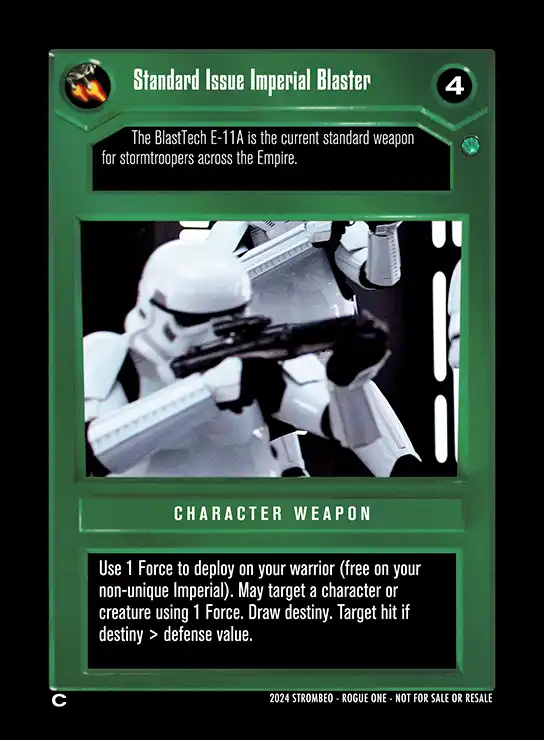 Standard Issue Imperial Blaster
4
The BlastTech E-11A is the current standard weapon
for stormtroopers across the Empire.
CHARACTER WEAPON
Use 1 Force to deploy on your warrior (free on your
non-unique Imperial). May target a character or
creature using 1 Force. Draw destiny. Target hit if
destiny > defense value.
C
2024 STROMBEO - ROGUE ONE - NOT FOR SALE OR RESALE